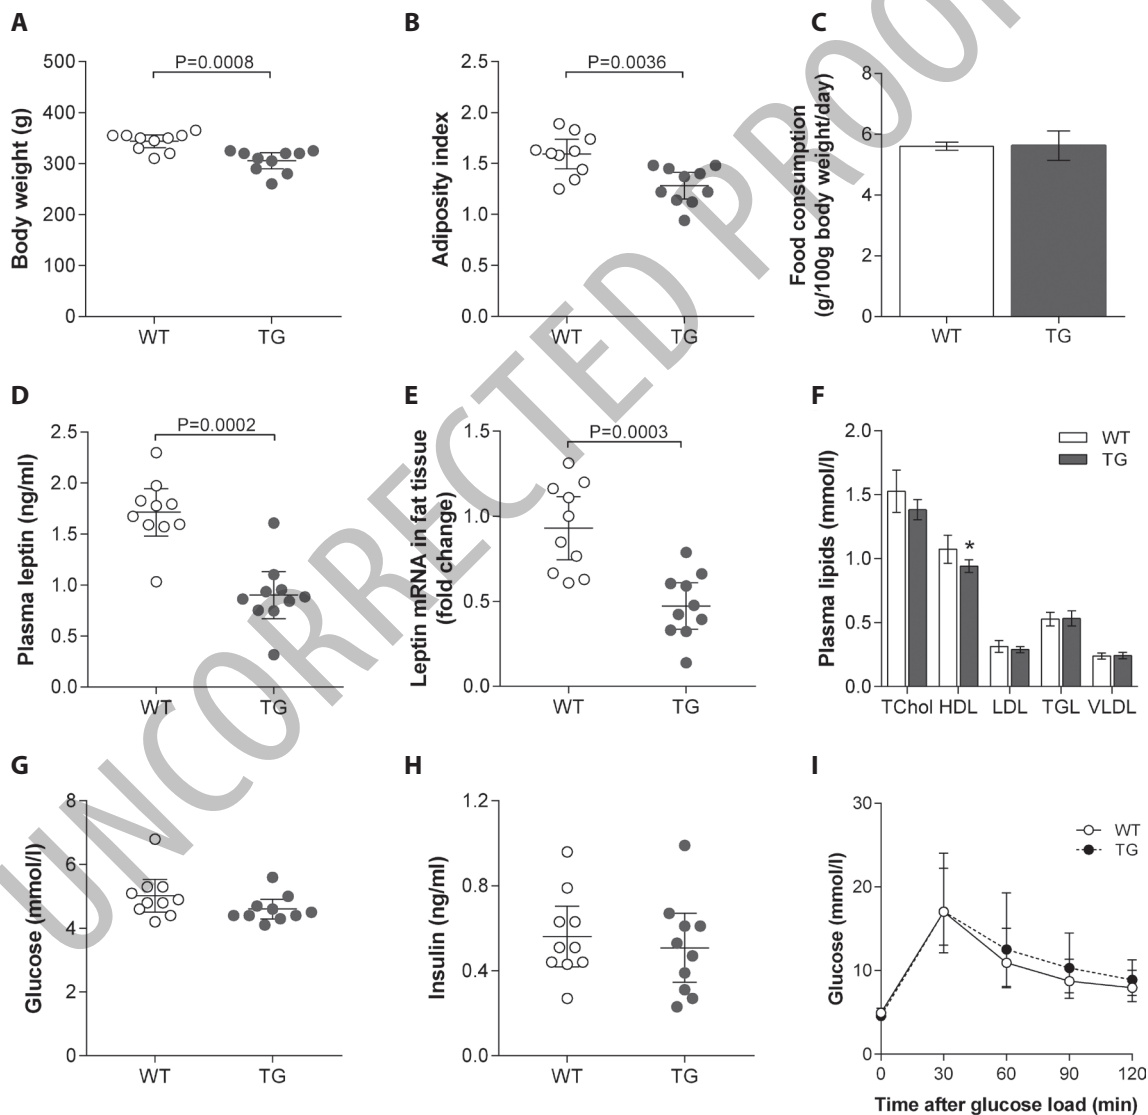 A
B
C
500
400
300
200
100
0
Body weight (g)
P=0.0008
WT
TG
2.5
2.0
1.5
1.0
0.5
0.0
Adiposity index
P=0.0036
WT
TG
8
6
4
2
0
Food consumption
(g/100g body weight/day)
WT
TG
D
E
F
2.5
2.0
1.5
1.0
0.5
0.0
Plasma leptin (ng/ml)
P=0.0002
WT
TG
1.5
1.0
0.5
0.0
Leptin mRNA in fat tissue
(fold change)
P=0.0003
WT
TG
2.0
1.5
1.0
0.5
0.0
Plasma lipids (mmol/l)
WT
TG
*
TChol HDL LDL TGL VLDL
G
H
I
8
6
4
2
0
Glucose (mmol/l)
WT
TG
1.2
0.8
0.4
0.0
Insulin (ng/ml)
WT
TG
30
20
10
0
Glucose (mmol/l)
WT
TG
0 30 60 90 120
Time after glucose load (min)
UNCORRECTED PROOF